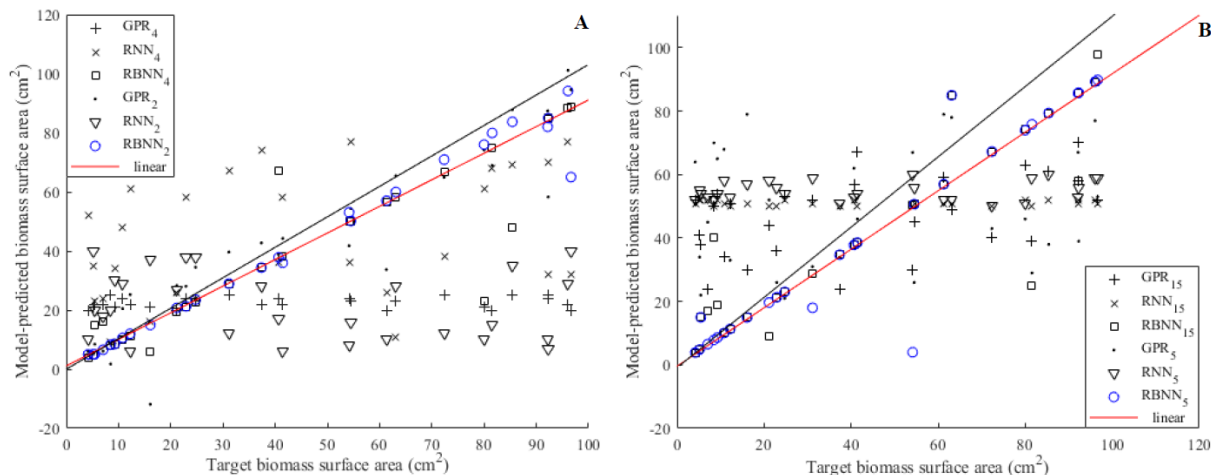 A
GPR4
RNN4
RBNN4
GPR2
RNN2
RBNN2
linear
120
100
80
60
40
20
0
-20
0 10 20 30 40 50 60 70 80 90 100
Model-predicted biomass surface area (cm2)
Target biomass surface area (cm2)
B
100
80
60
40
20
0
-20
0 20 40 60 80 100 120
Model-predicted biomass surface area (cm2)
Target biomass surface area (cm2)
GPR15
RNN15
RBNN15
GPR5
RNN5
RBNN5
linear